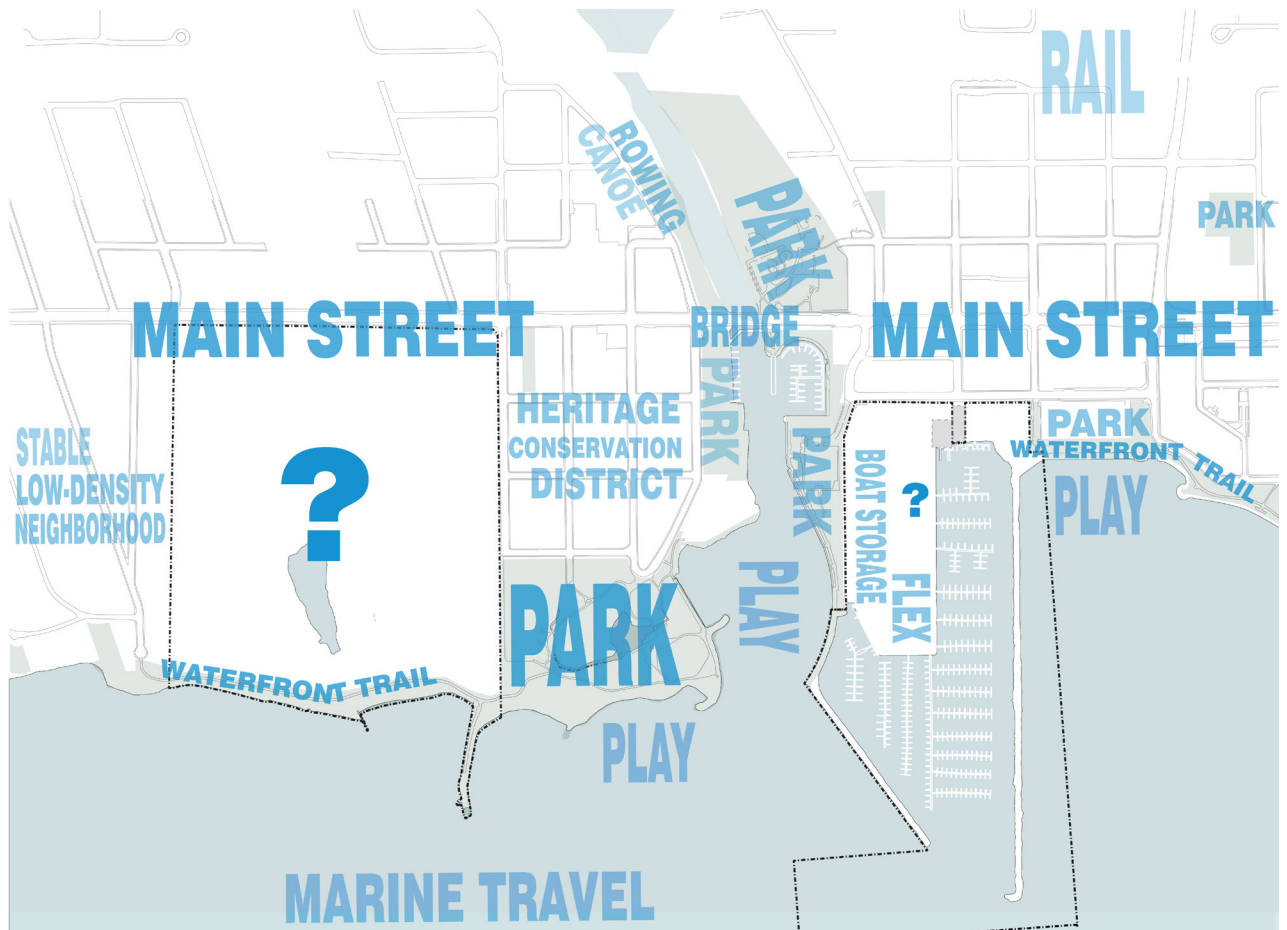 RAIL
ROWING
CANOE
PARK
PARK
MAIN STREET
BRIDGE
MAIN STREET
PARK
HERITAGE
CONSERVATION
DISTRICT
PARK
PARK
WATERFRONT TRAIL
STABLE
LOW-DENSITY
NEIGHBORHOOD
?
BOAT STORAGE
?
PLAY
FLEX
PLAY
PARK
WATERFRONT TRAIL
PLAY
MARINE TRAVEL